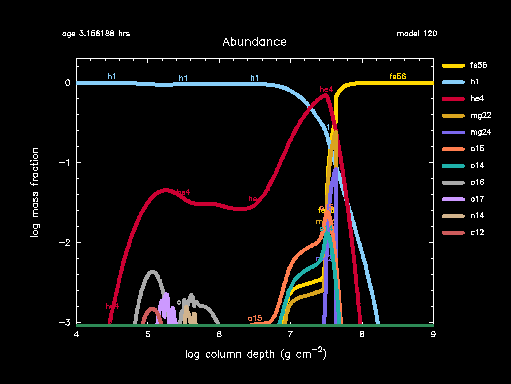 age 3.168188 hrs
model 120
Abundance
fe56
h1
he4
mg22
mg24
o15
o14
o16
o17
n14
c12
h1
h1
h1
he4
fe56
he4
he4
o15
0
−1
−2
−3
log mass fraction
4
5
6
7
8
9
log column depth (g cm−2)